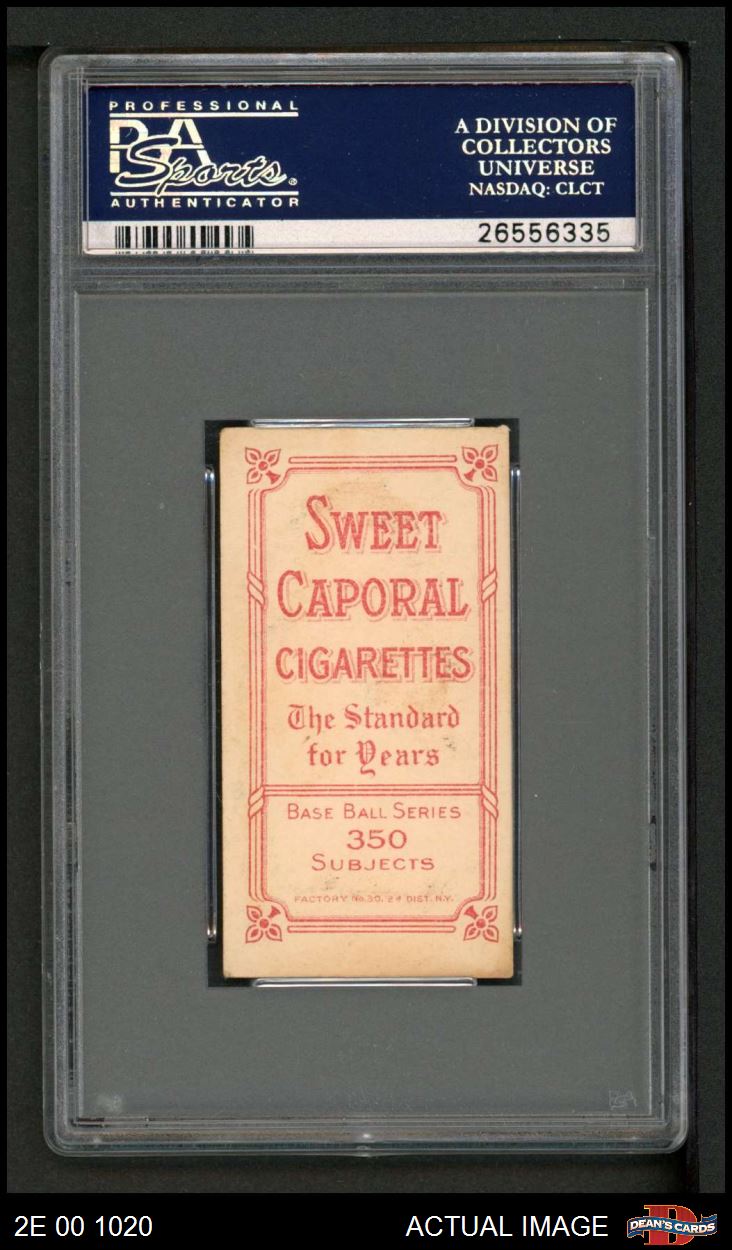 PROFESSIONAL
PSA
Sports
AUTHENTICATOR
A DIVISION OF
COLLECTORS
UNIVERSE
NASDAQ: CLCT
26556335
SWEET
CAPORAL
CIGARETTES
The Standard
for Years
BASE BALL SERIES
350
SUBJECTS
FACTORY No. 30, 2d DIST. N.Y.
2E 00 1020
ACTUAL IMAGE
DEAN'S CARDS